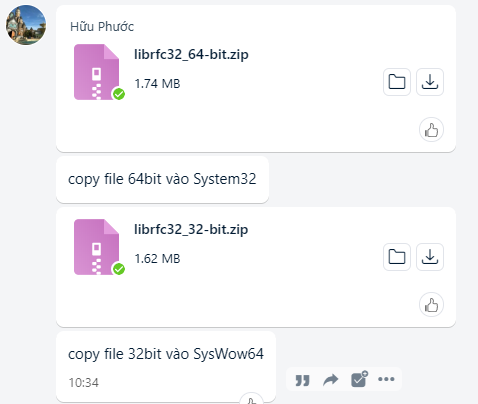 Hữu Phước
librfc32_64-bit.zip
1.74 MB
copy file 64bit vào System32
librfc32_32-bit.zip
1.62 MB
copy file 32bit vào SysWow64
10:34